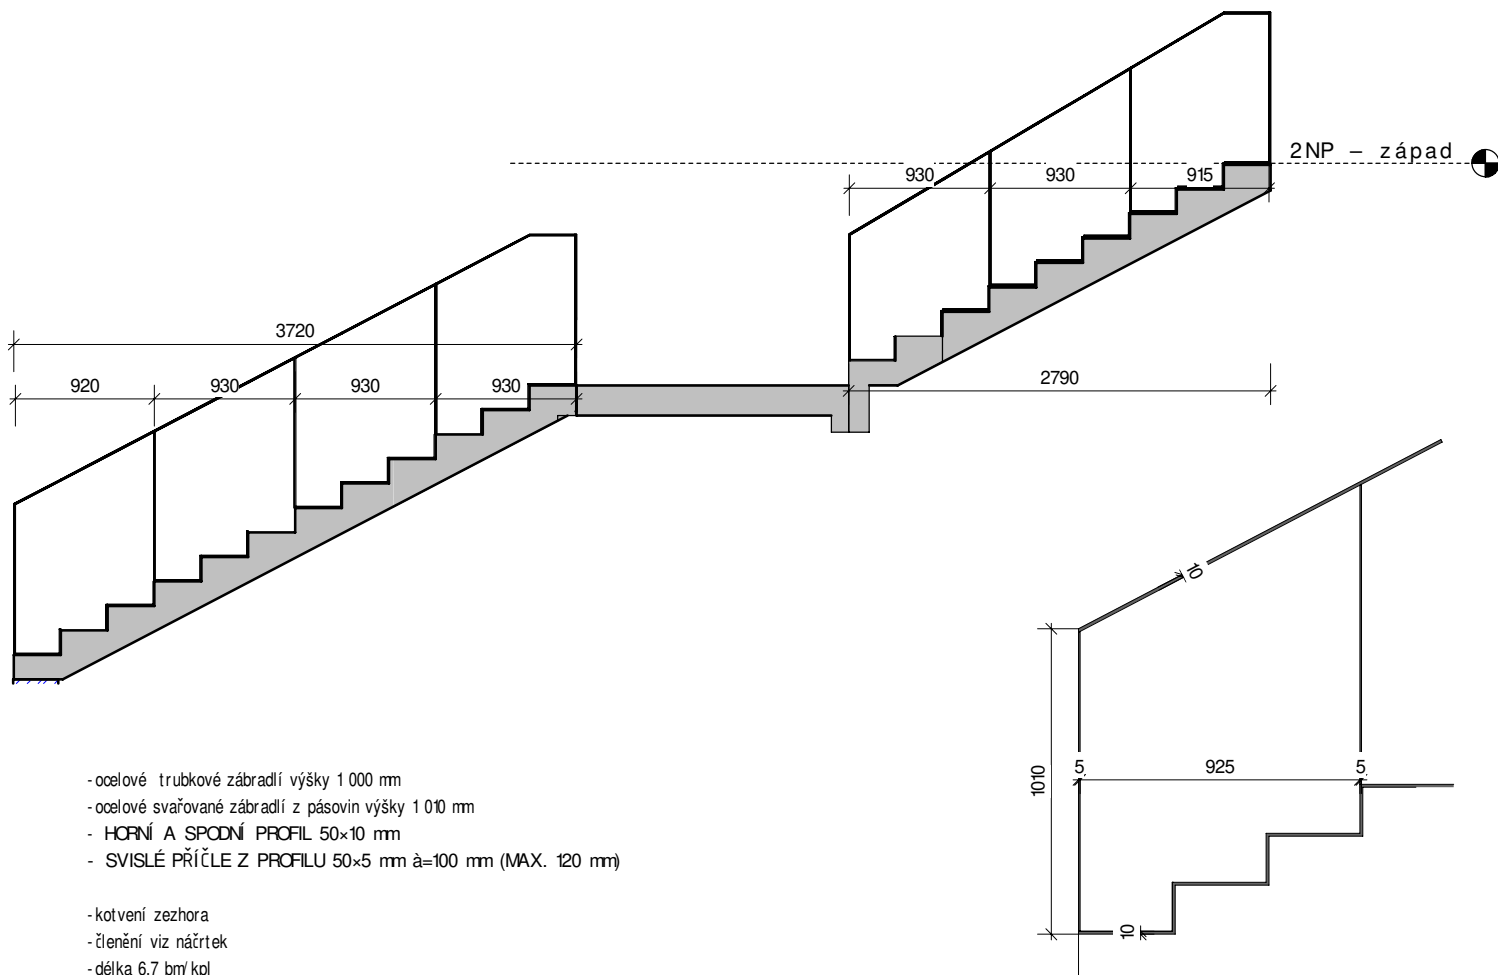 2NP – západ
930 930 915
3720
920 930 930 930
2790
10
5 925 5
1010
10
-ocelové trubkové zábradlí výšky 1 000 mm
-ocelové svařované zábradlí z pásovin výšky 1 010 mm
- HORNÍ A SPODNÍ PROFIL 50×10 mm
- SVISLÉ PŘÍČLE Z PROFILU 50×5 mm à=100 mm (MAX. 120 mm)
-kotvení zezhora
-členění viz náčrtek
-délka 6,7 bm/kpl